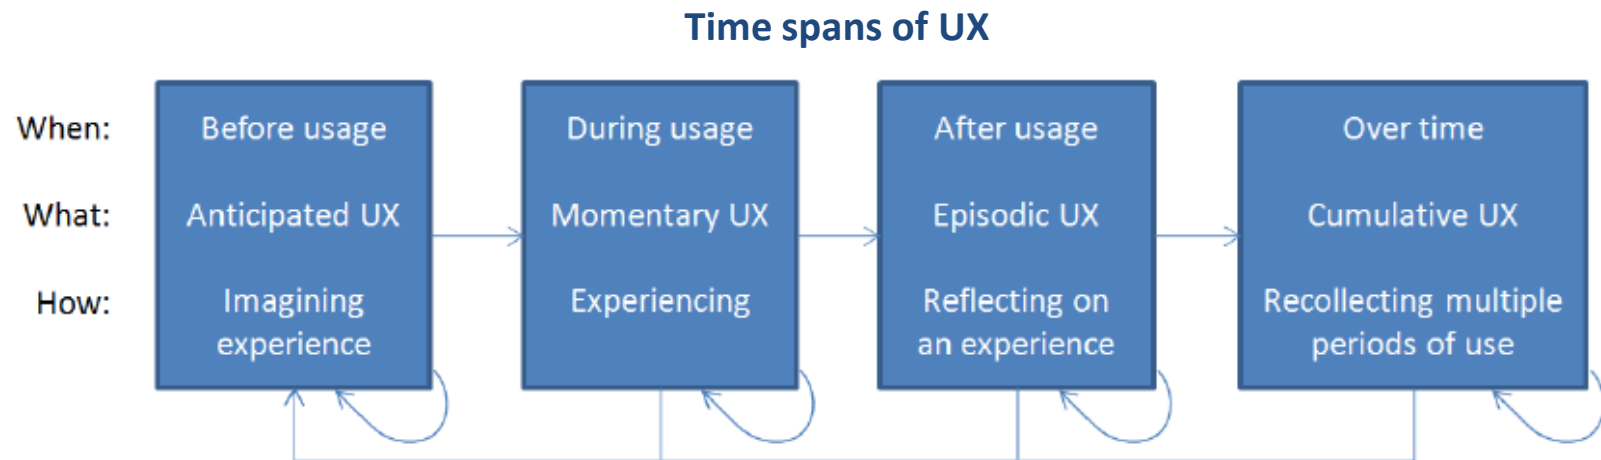 Time spans of UX
When: Before usage During usage After usage Over time
What: Anticipated UX Momentary UX Episodic UX Cumulative UX
How: Imagining Experiencing Reflecting on Recollecting multiple
experience an experience periods of use